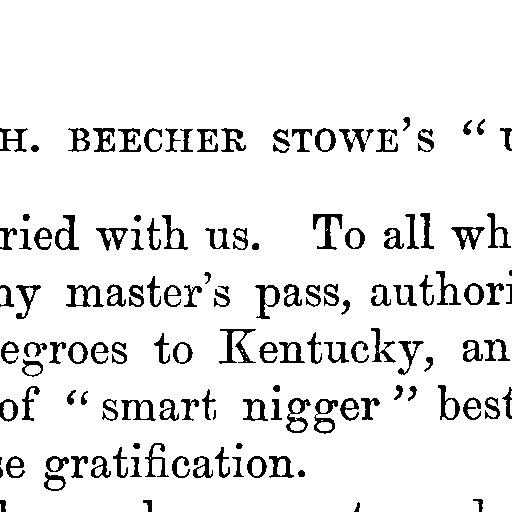 H. BEECHER STOWE'S "
ried with us. To all wh
ny master's pass, authori
egroes to Kentucky, an
of "smart nigger" best
se gratification.